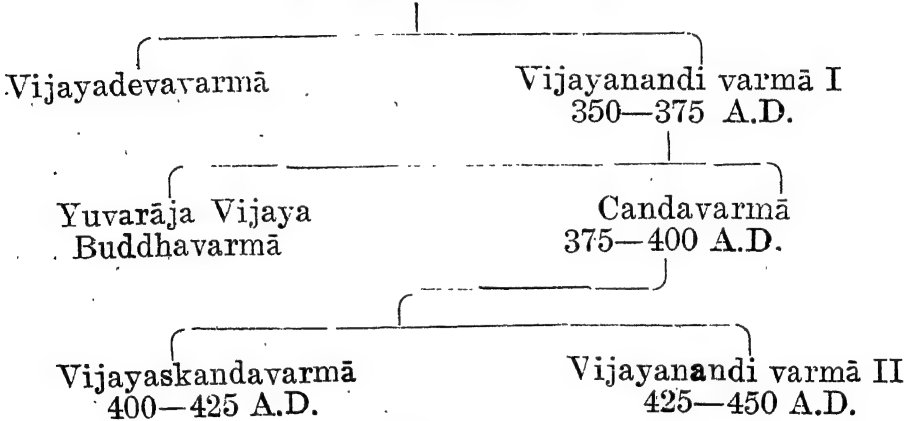 Vijayadevavarmā
Vijayanandi varmā I
350—375 A.D.
Yuvarāja Vijaya
Buddhavarmā
Candavarmā
375—400 A.D.
Vijayaskandavarmā
400—425 A.D.
Vijayanandi varmā II
425—450 A.D.